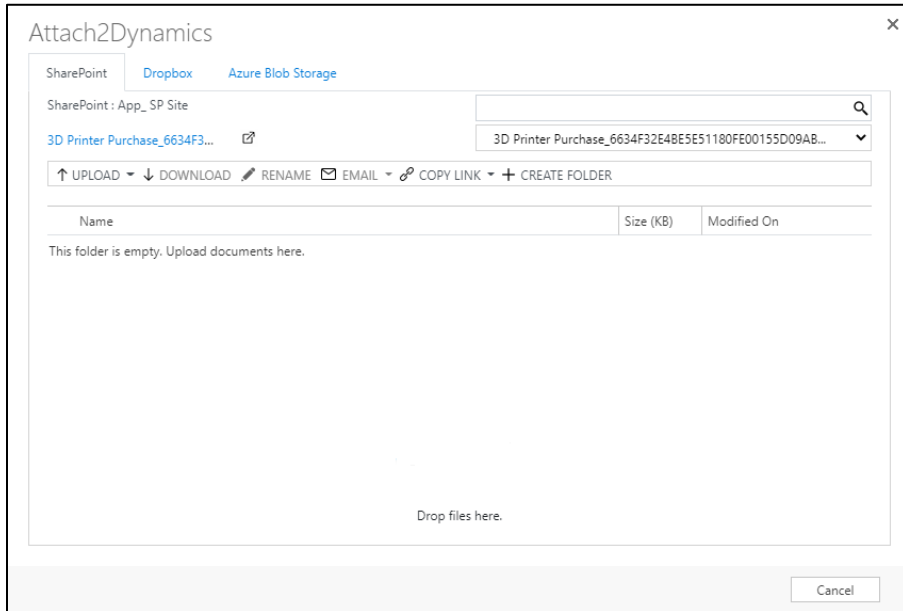 Attach2Dynamics
SharePoint Dropbox Azure Blob Storage
SharePoint : App_ SP Site
3D Printer Purchase_6634F3... 3D Printer Purchase_6634F32E4BE5E51180FE00155D09AB...
UPLOAD DOWNLOAD RENAME EMAIL COPY LINK CREATE FOLDER
Name Size (KB) Modified On
This folder is empty. Upload documents here.
Drop files here.
Cancel